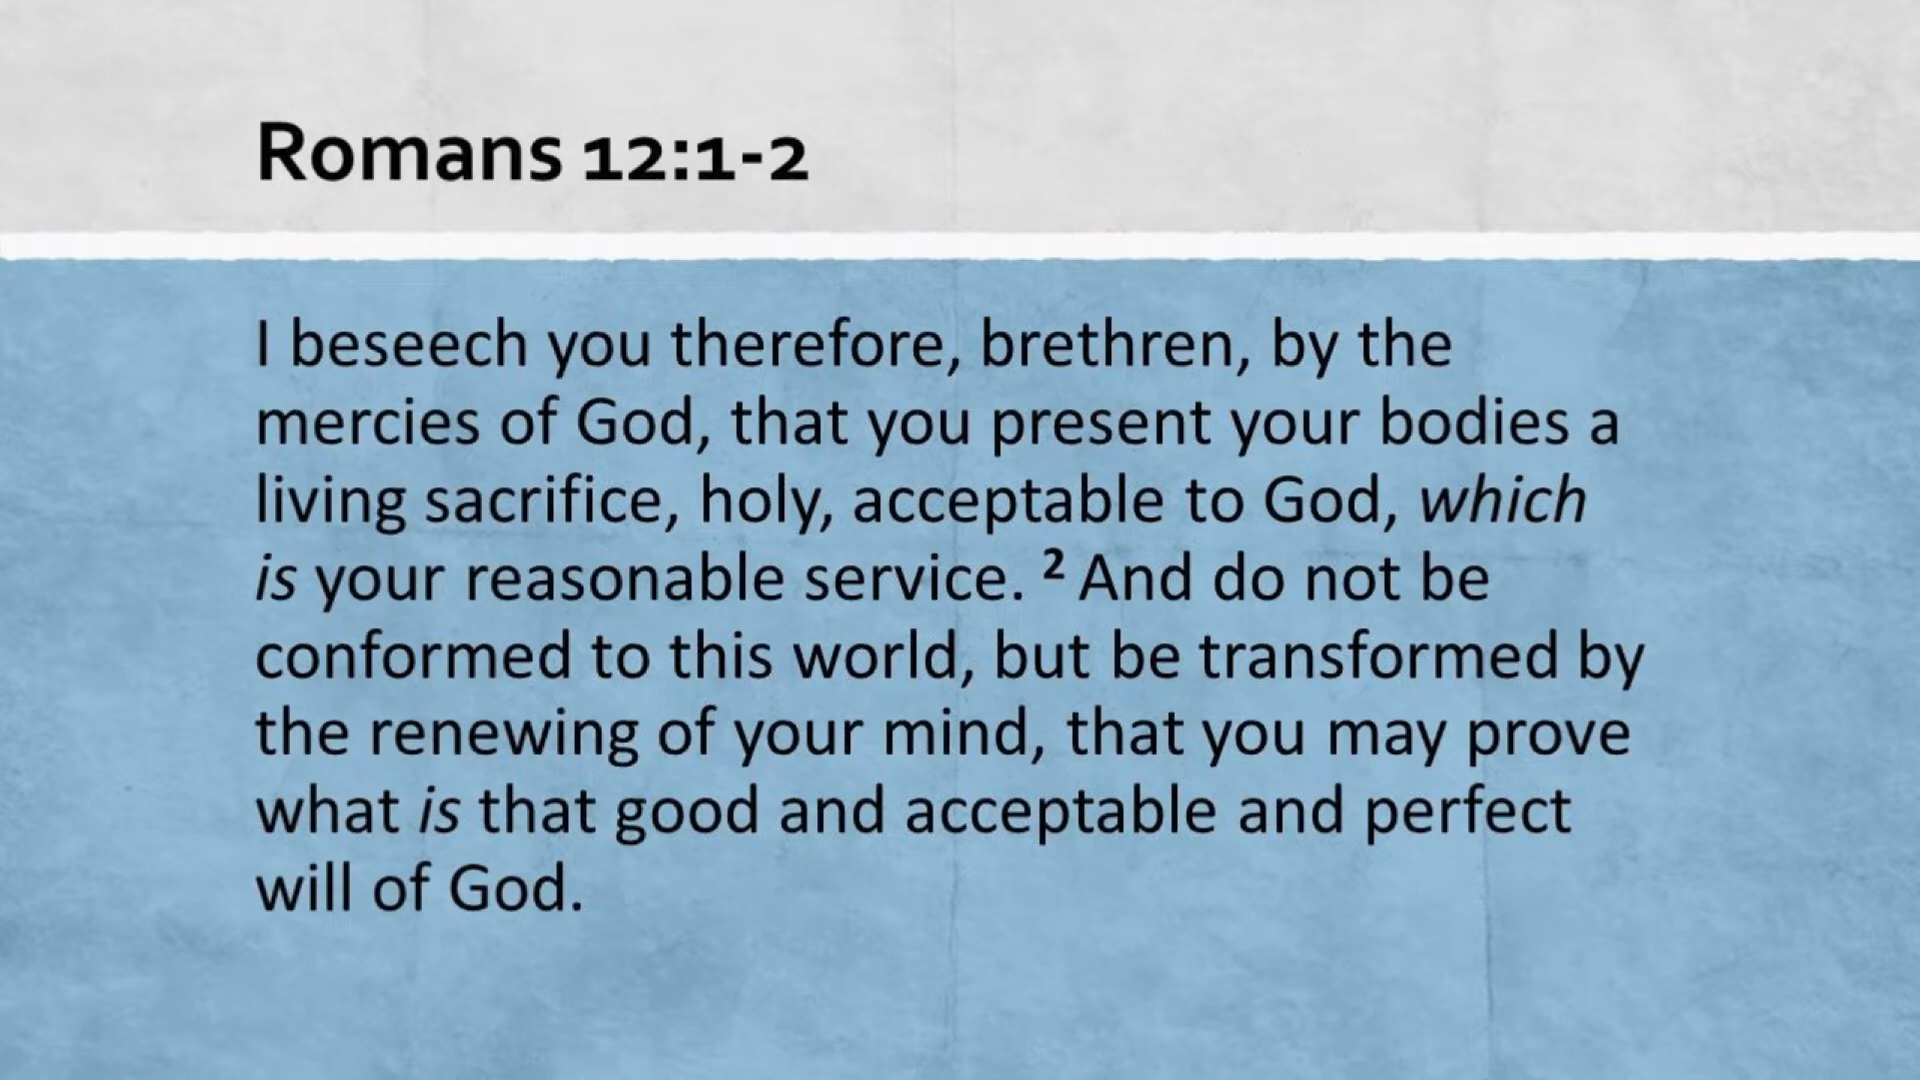 Romans 12:1-2
I beseech you therefore, brethren, by the
mercies of God, that you present your bodies a
living sacrifice, holy, acceptable to God, which
is your reasonable service. ² And do not be
conformed to this world, but be transformed by
the renewing of your mind, that you may prove
what is that good and acceptable and perfect
will of God.